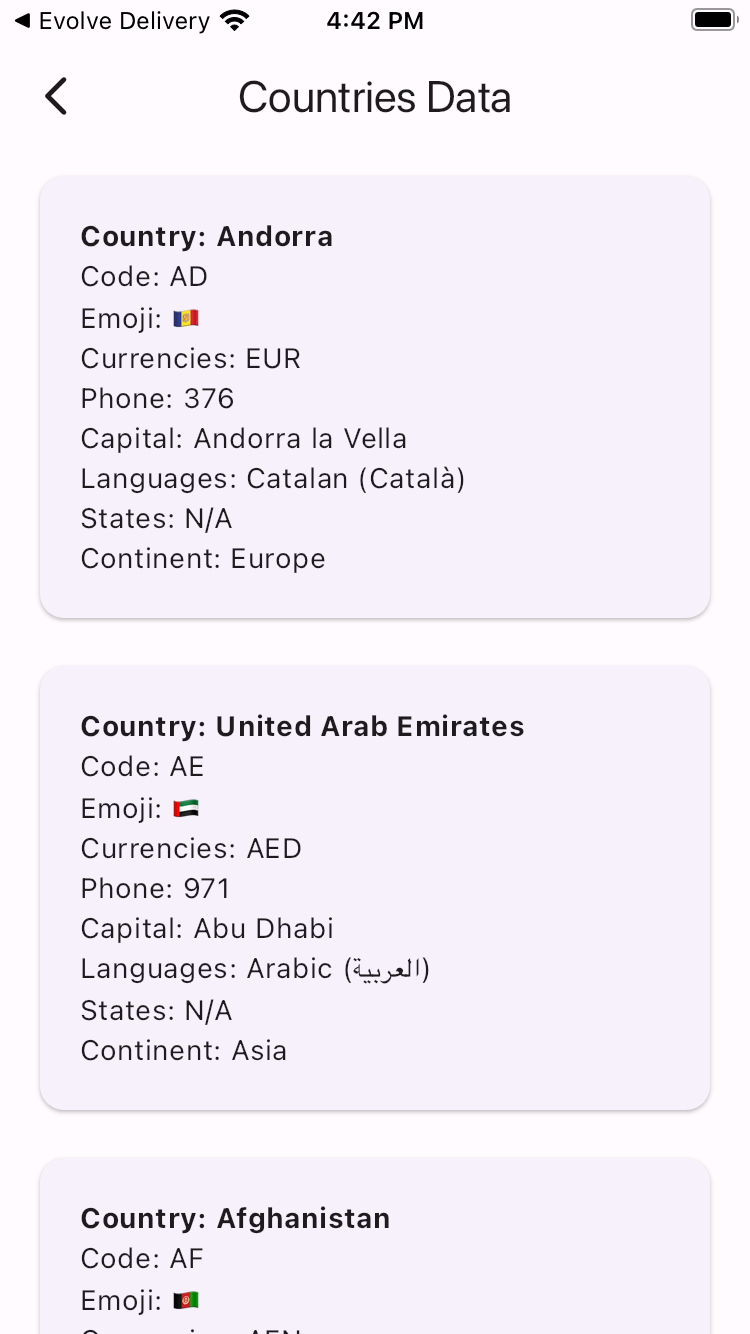 ◀ Evolve Delivery 4:42 PM
Countries Data
Country: Andorra
Code: AD
Emoji: 🇦🇩
Currencies: EUR
Phone: 376
Capital: Andorra la Vella
Languages: Catalan (Català)
States: N/A
Continent: Europe
Country: United Arab Emirates
Code: AE
Emoji: 🇦🇪
Currencies: AED
Phone: 971
Capital: Abu Dhabi
Languages: Arabic (العربية)
States: N/A
Continent: Asia
Country: Afghanistan
Code: AF
Emoji: 🇦🇫